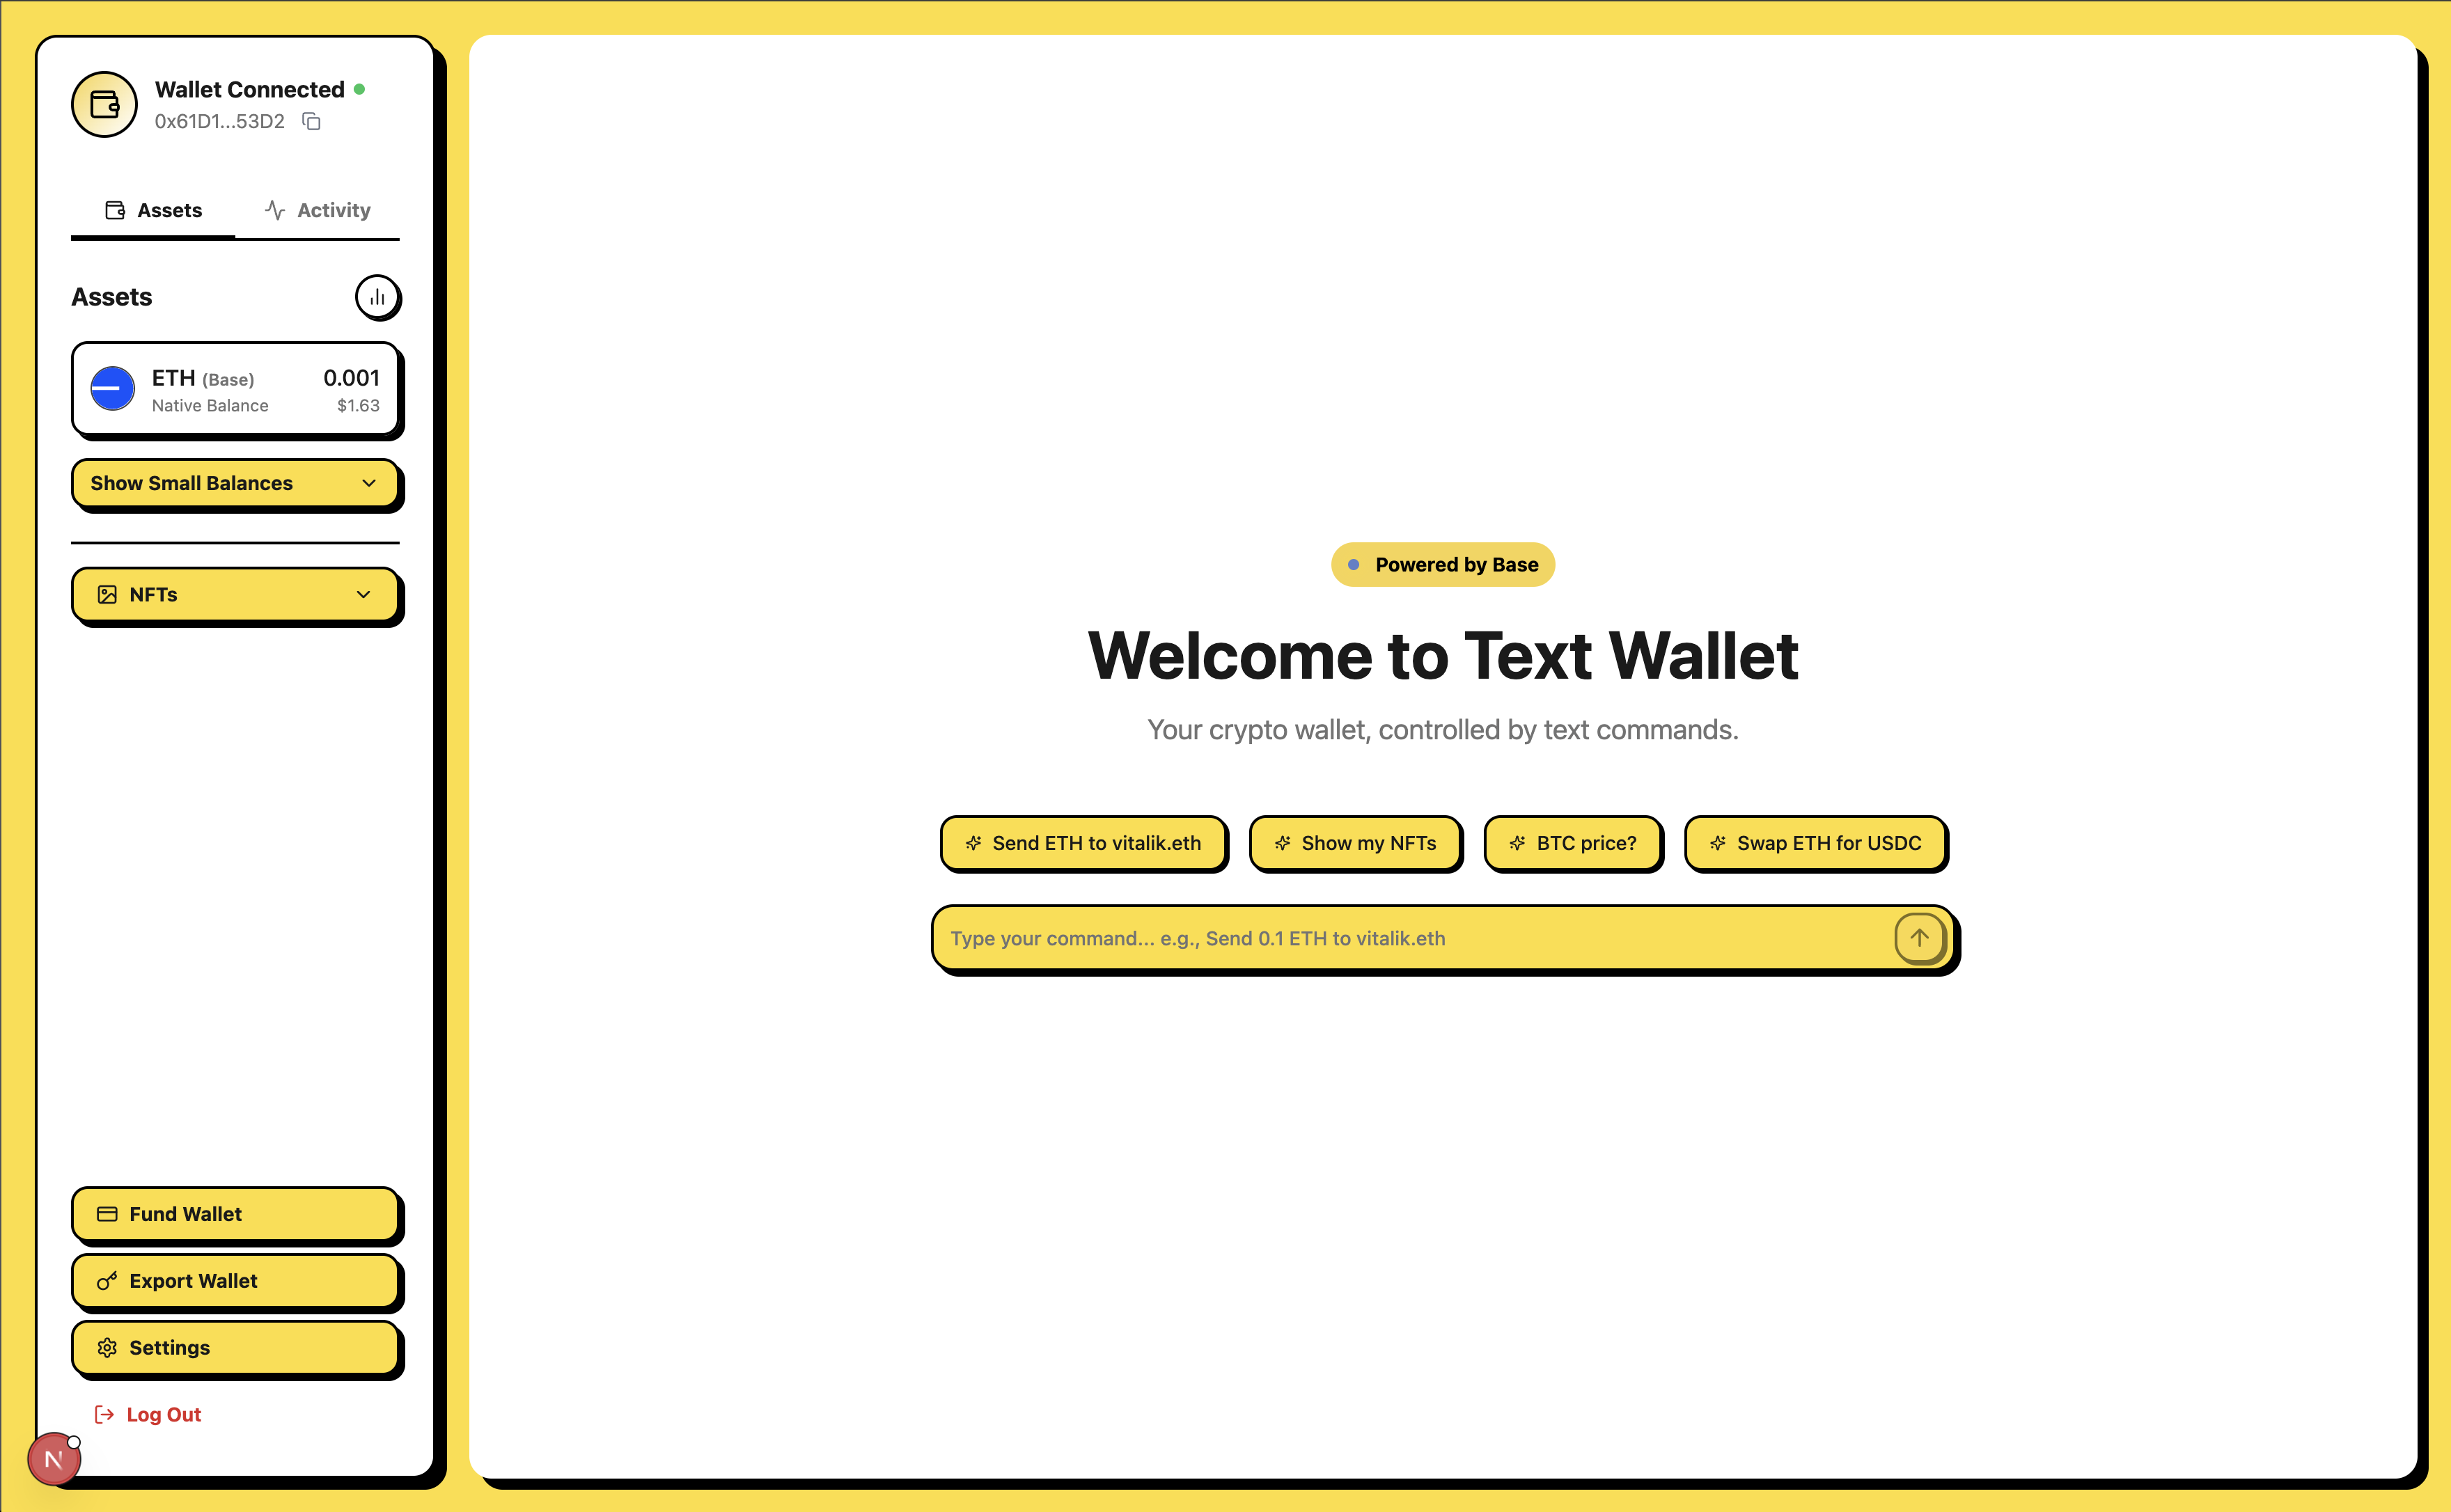 Wallet Connected
0x61D1...53D2
Assets
Activity
Assets
ETH (Base)
0.001
Native Balance
$1.63
Show Small Balances
NFTs
Fund Wallet
Export Wallet
Settings
Log Out
N
Powered by Base
Welcome to Text Wallet
Your crypto wallet, controlled by text commands.
Send ETH to vitalik.eth
Show my NFTs
BTC price?
Swap ETH for USDC
Type your command... e.g., Send 0.1 ETH to vitalik.eth